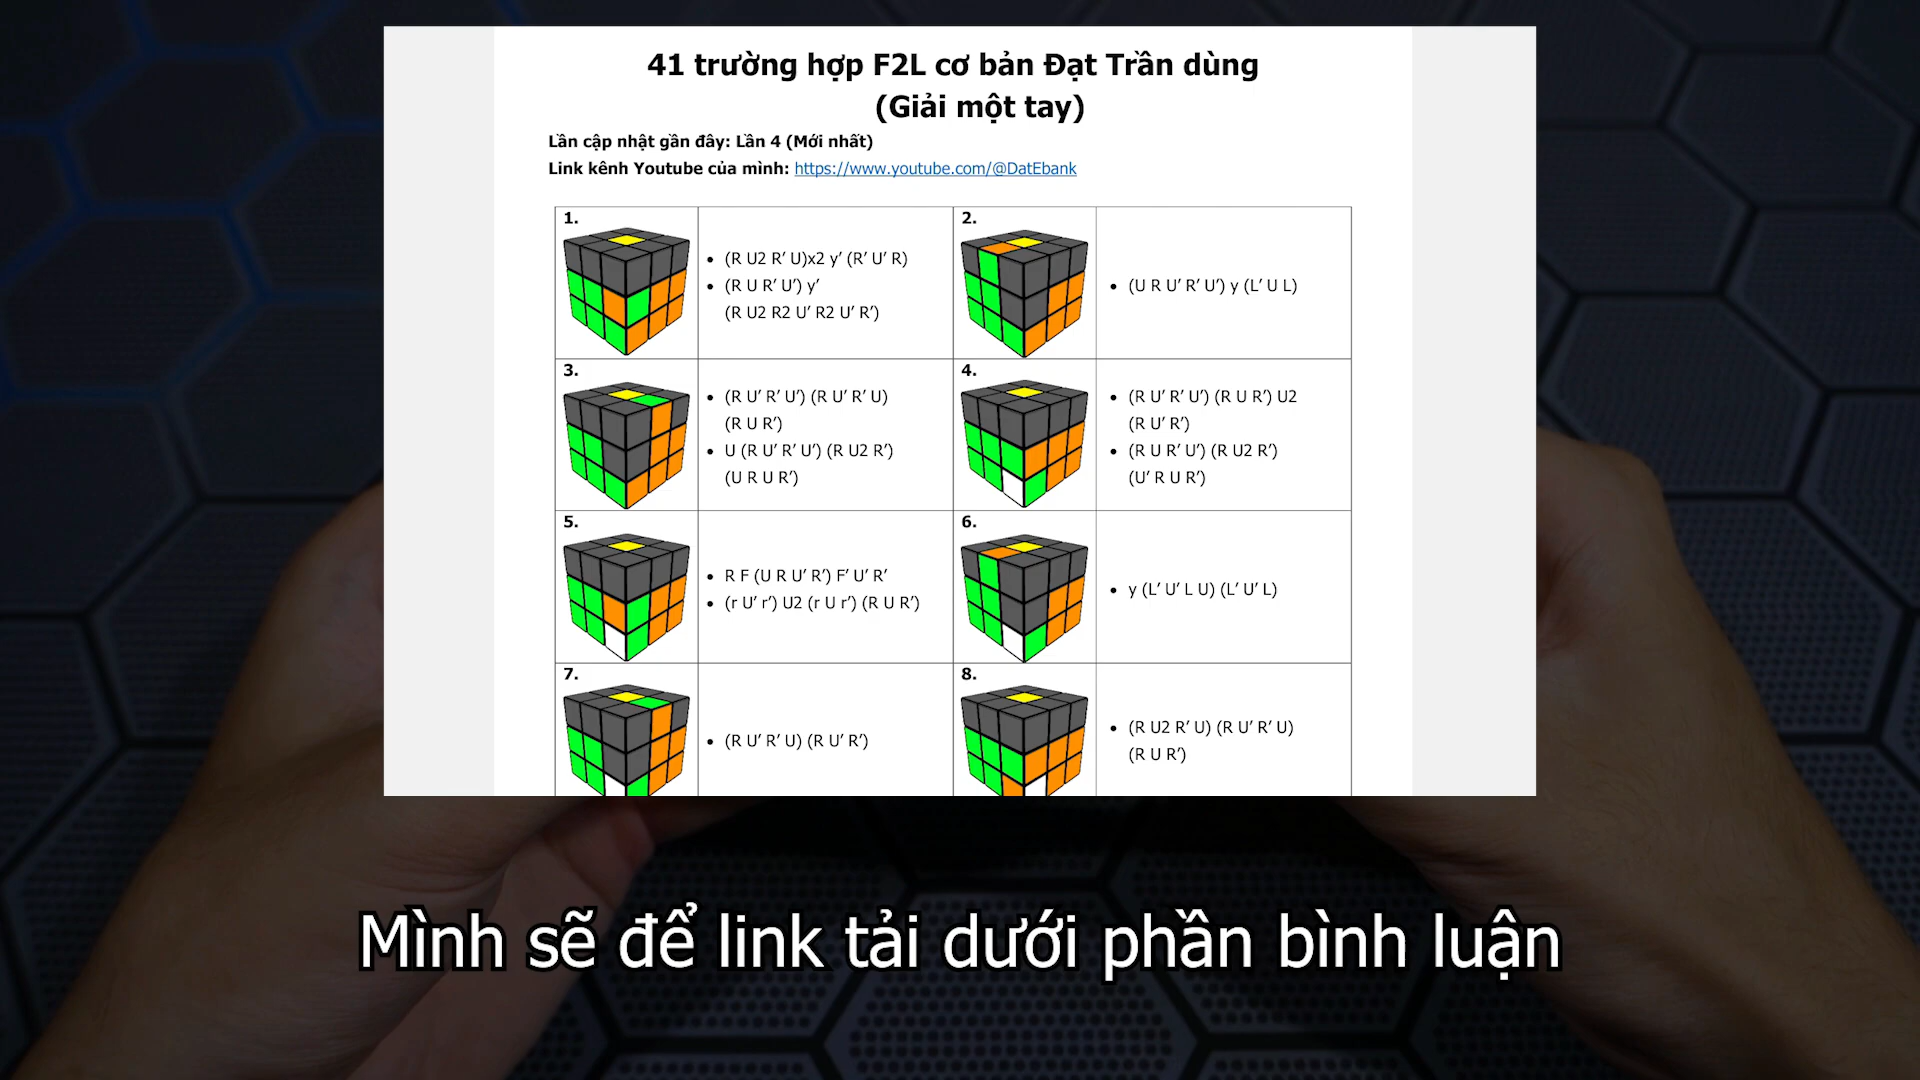 41 trường hợp F2L cơ bản Đạt Trần dùng
(Giải một tay)
Lần cập nhật gần đây: Lần 4 (Mới nhất)
Link kênh Youtube của mình: https://www.youtube.com/@DatEbank
1.
• (R U2 R’ U)x2 y’ (R’ U’ R)
• (R U R’ U’) y’
(R U2 R2 U’ R2 U’ R’)
2.
• (U R U’ R’ U’) y (L’ U L)
3.
• (R U’ R’ U’) (R U’ R’ U)
(R U R’)
• U (R U’ R’ U’) (R U2 R’)
(U R U R’)
4.
• (R U’ R’ U’) (R U R’) U2
(R U’ R’)
• (R U R’ U’) (R U2 R’)
(U’ R U R’)
5.
• R F (U R U’ R’) F’ U’ R’
• (r U’ r’) U2 (r U r’) (R U R’)
6.
• y (L’ U’ L U) (L’ U’ L)
7.
• (R U’ R’ U) (R U’ R’)
8.
• (R U2 R’ U) (R U’ R’ U)
(R U R’)
Mình sẽ để link tải dưới phần bình luận